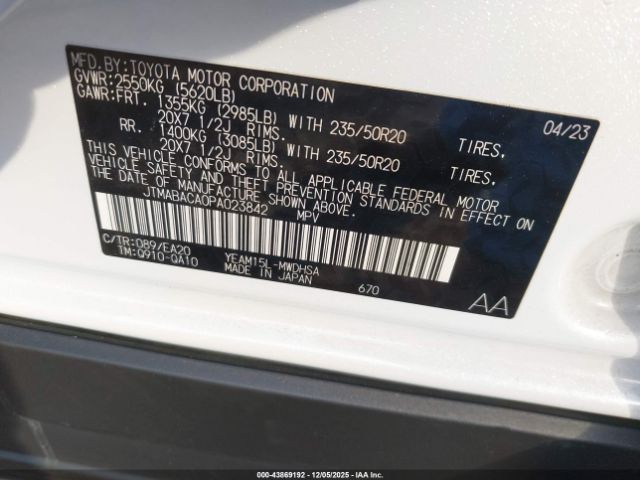 MFD.BY:TOYOTA MOTOR CORPORATION 04/23
GVWR:2550KG (5620LB)
GAWR:FRT. 1355KG (2985LB) WITH 235/50R20 TIRES,
20X7 1/2J RIMS.
RR. 1400KG (3085LB) WITH 235/50R20 TIRES,
20X7 1/2J RIMS.
THIS VEHICLE CONFORMS TO ALL APPLICABLE FEDERAL MOTOR
VEHICLE SAFETY AND THEFT PREVENTION STANDARDS IN EFFECT ON
THE DATE OF MANUFACTURE SHOWN ABOVE.
JTMABACA0PA023842 MPV
C/TR:089/EA20 YEAM15L-MWDHSA
TM:Q910-QA10 MADE IN JAPAN 670
AA
000-43869192 - 12/05/2025 - IAAI, INC.